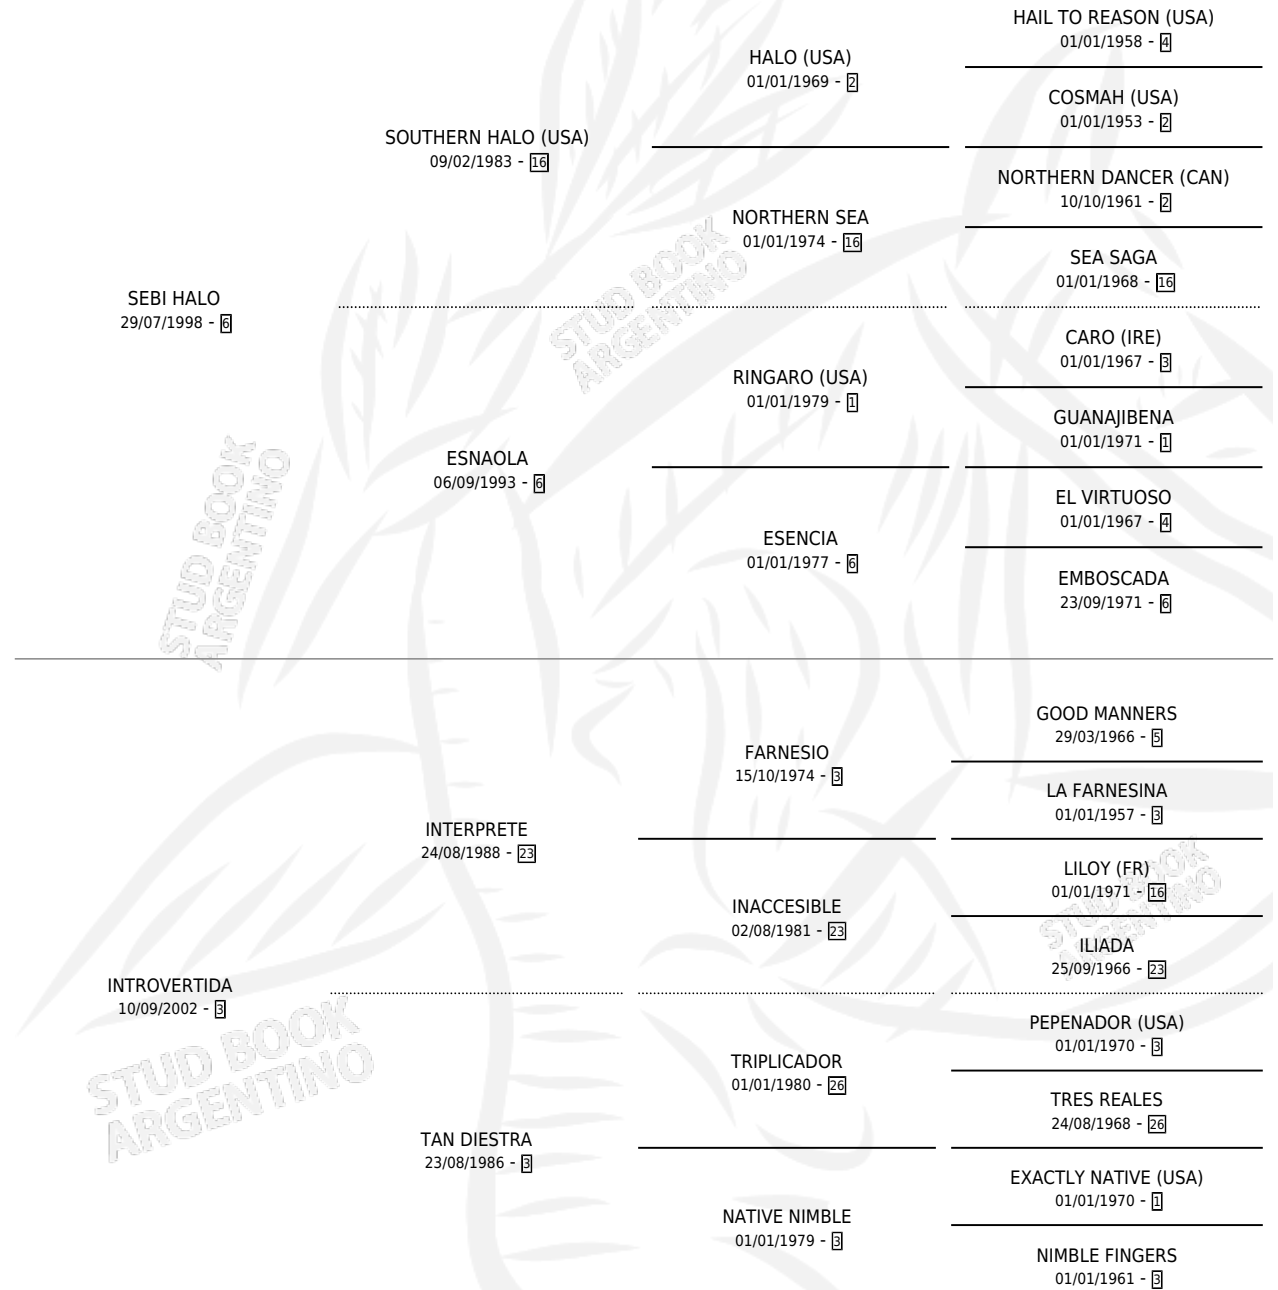 HAIL TO REASON (USA)
01/01/1958 - 4
HALO (USA)
01/01/1969 - 2
COSMAH (USA)
01/01/1953 - 2
SOUTHERN HALO (USA)
09/02/1983 - 16
NORTHERN DANCER (CAN)
10/10/1961 - 2
NORTHERN SEA
01/01/1974 - 16
SEA SAGA
01/01/1968 - 16
SEBI HALO
29/07/1998 - 6
CARO (IRE)
01/01/1967 - 3
RINGARO (USA)
01/01/1979 - 1
GUANAJIBENA
01/01/1971 - 1
ESNAOLA
06/09/1993 - 6
EL VIRTUOSO
01/01/1967 - 4
ESENCIA
01/01/1977 - 6
EMBOSCADA
23/09/1971 - 6
STUD BOOK
ARGENTINO
STUD BOOK
ARGENTINO
GOOD MANNERS
29/03/1966 - 5
FARNESIO
15/10/1974 - 3
LA FARNESINA
01/01/1957 - 3
INTERPRETE
24/08/1988 - 23
LILOY (FR)
01/01/1971 - 16
INACCESIBLE
02/08/1981 - 23
ILIADA
25/09/1966 - 23
STUD BOOK
ARGENTINO
INTROVERTIDA
10/09/2002 - 3
PEPENADOR (USA)
01/01/1970 - 3
TRIPLICADOR
01/01/1980 - 26
TRES REALES
24/08/1968 - 26
STUD BOOK
ARGENTINO
TAN DIESTRA
23/08/1986 - 3
EXACTLY NATIVE (USA)
01/01/1970 - 1
NATIVE NIMBLE
01/01/1979 - 3
NIMBLE FINGERS
01/01/1961 - 3